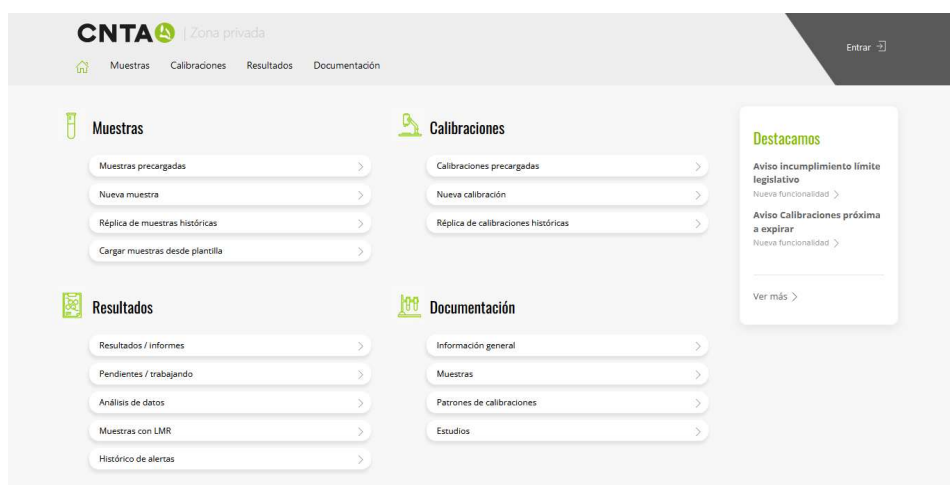 CNTA | Zona privada
Entrar
Muestras Calibraciones Resultados Documentación
Muestras
Muestras precargadas
Nueva muestra
Réplica de muestras históricas
Cargar muestras desde plantilla
Calibraciones
Calibraciones precargadas
Nueva calibración
Réplica de calibraciones históricas
Destacamos
Aviso incumplimiento límite
legislativo
Nueva funcionalidad
Aviso Calibraciones próxima
a expirar
Nueva funcionalidad
Ver más
Resultados
Resultados / informes
Pendientes / trabajando
Análisis de datos
Muestras con LMR
Histórico de alertas
Documentación
Información general
Muestras
Patrones de calibraciones
Estudios